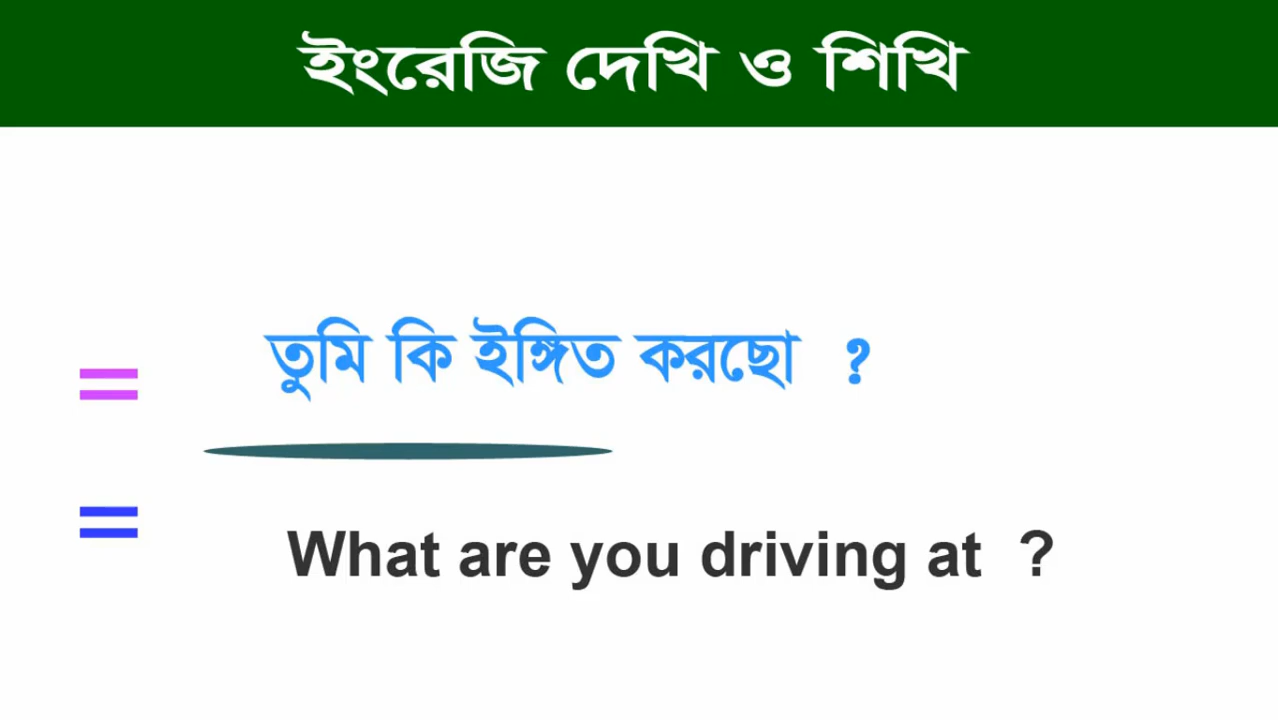 ইংরেজি দেখি ও শিখি
= তুমি কি ইঙ্গিত করছো ?
= What are you driving at ?